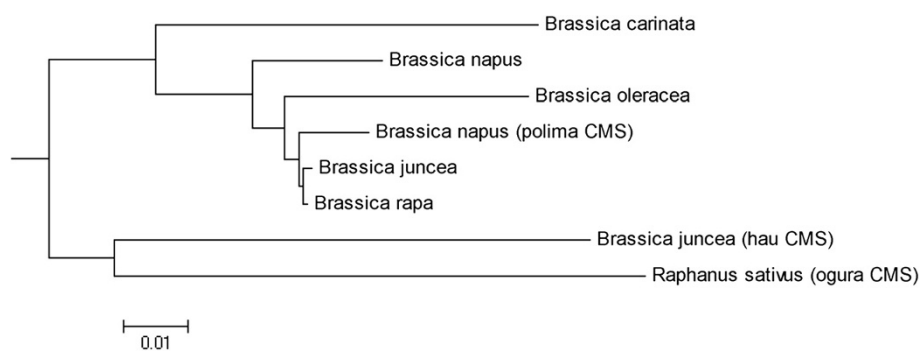 Brassica carinata
Brassica napus
Brassica oleracea
Brassica napus (polima CMS)
Brassica juncea
Brassica rapa
Brassica juncea (hau CMS)
Raphanus sativus (ogura CMS)
0.01